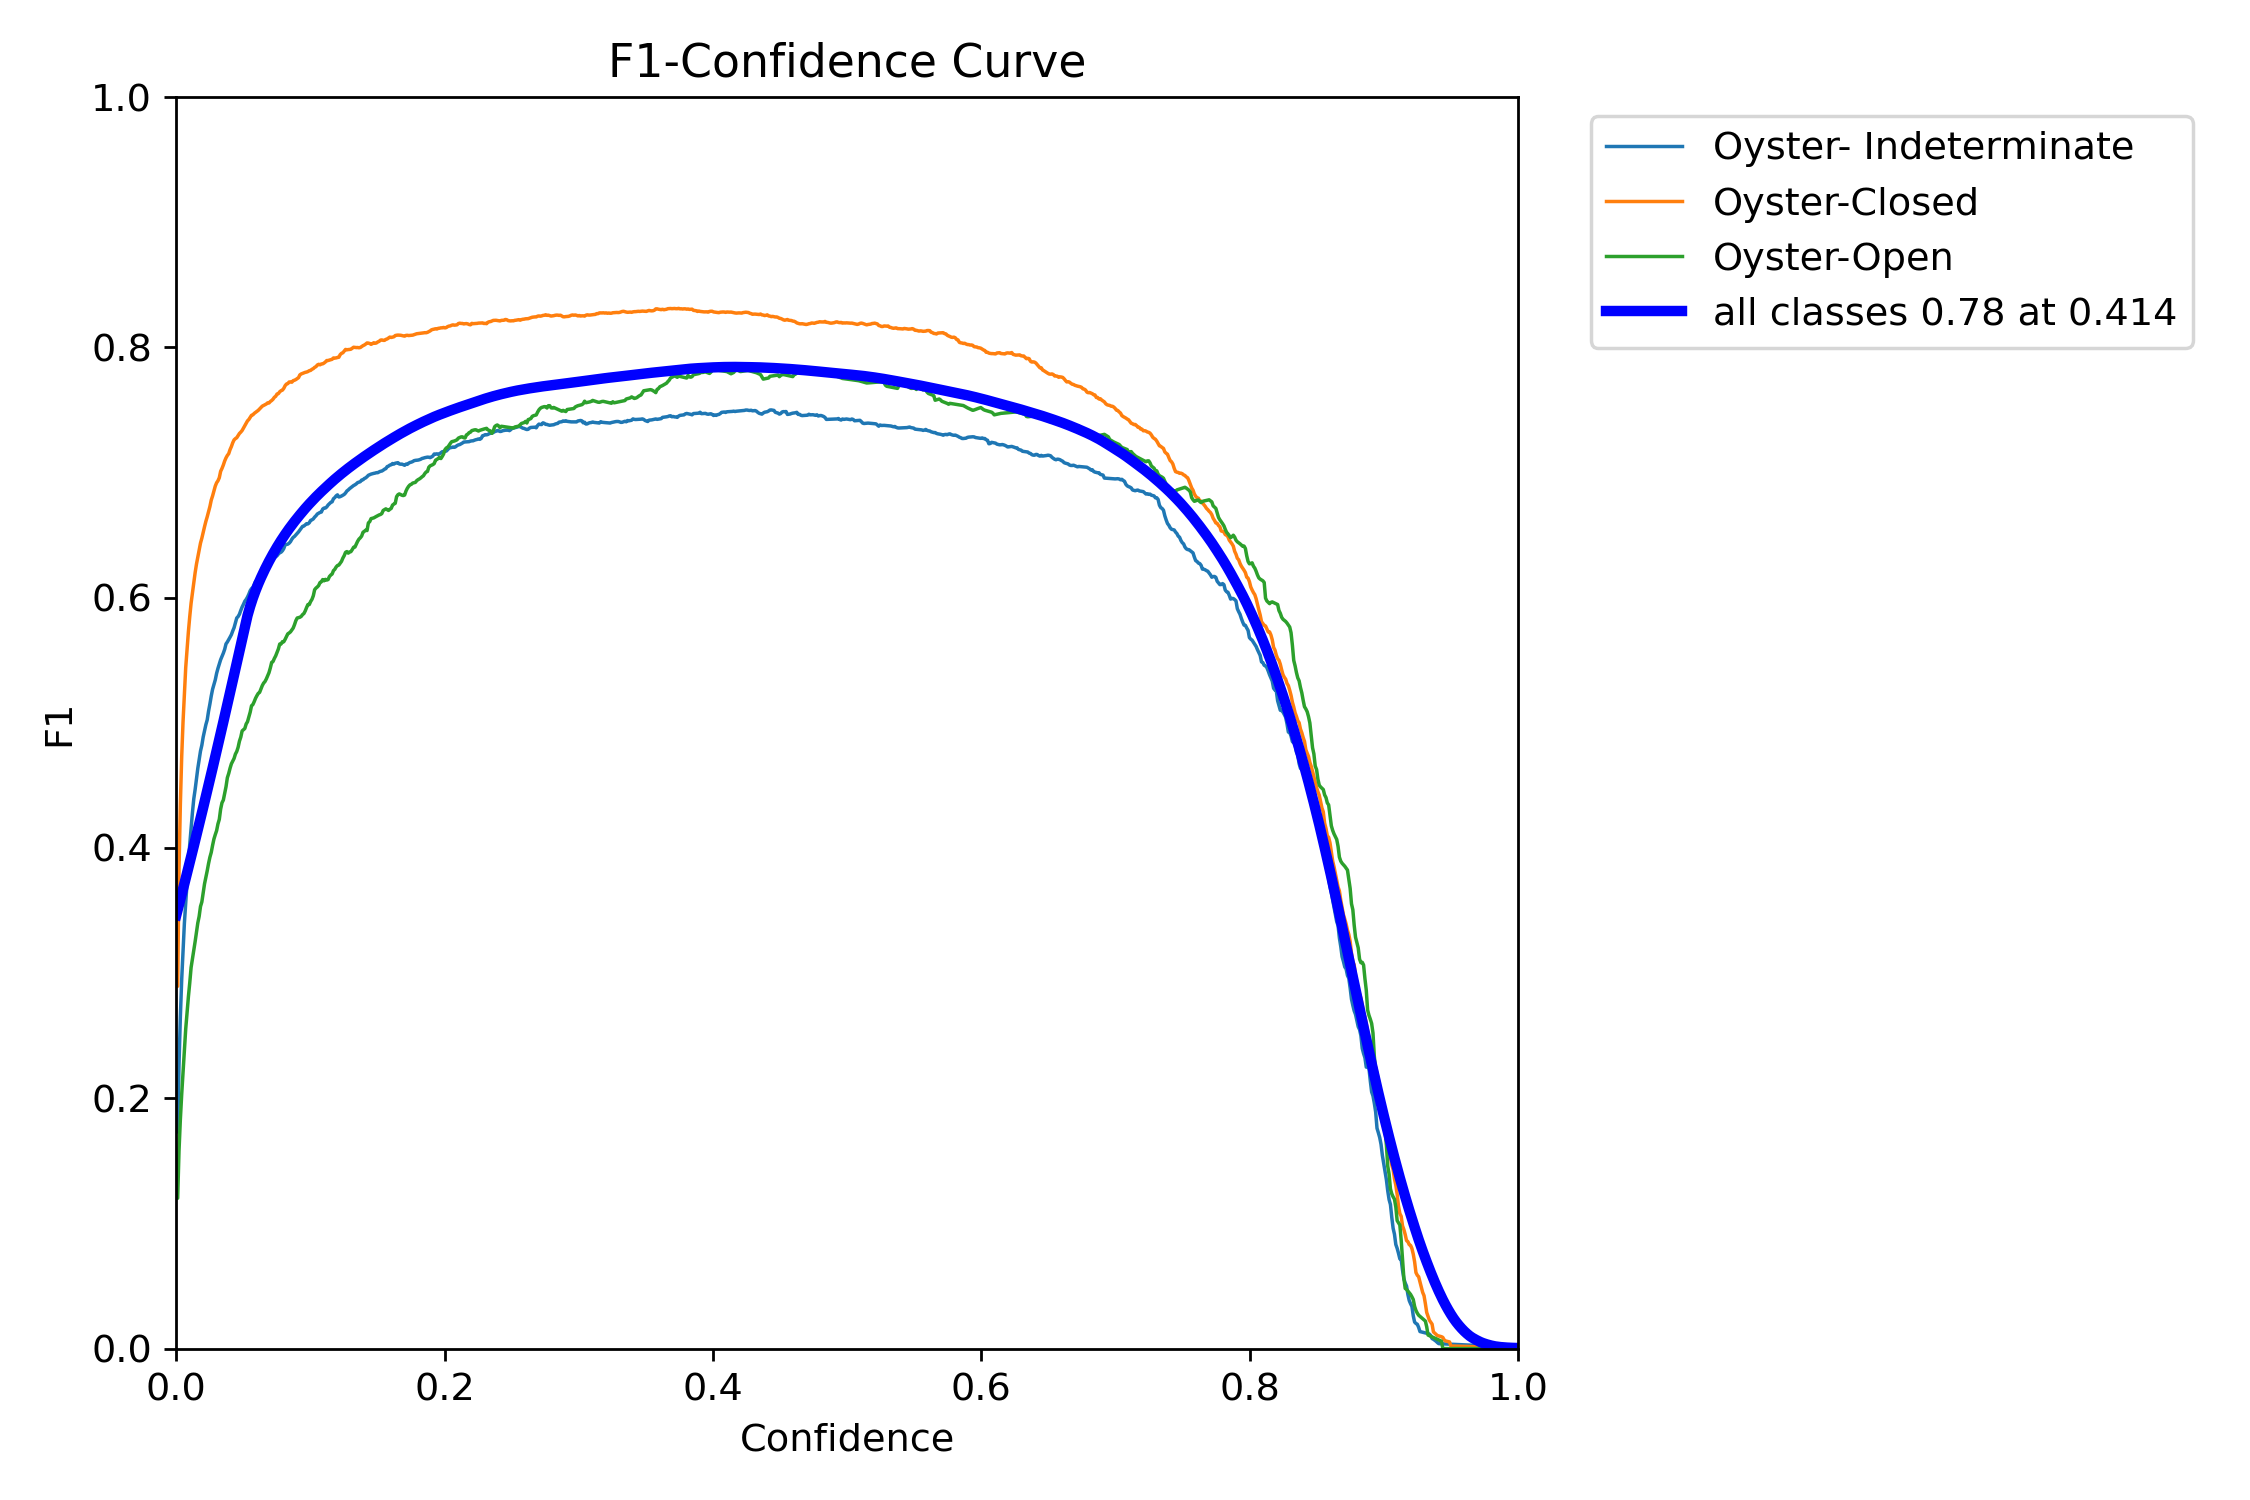 F1-Confidence Curve
1.0
0.8
0.6
0.4
0.2
0.0
F1
0.0 0.2 0.4 0.6 0.8 1.0
Confidence
Oyster- Indeterminate
Oyster-Closed
Oyster-Open
all classes 0.78 at 0.414